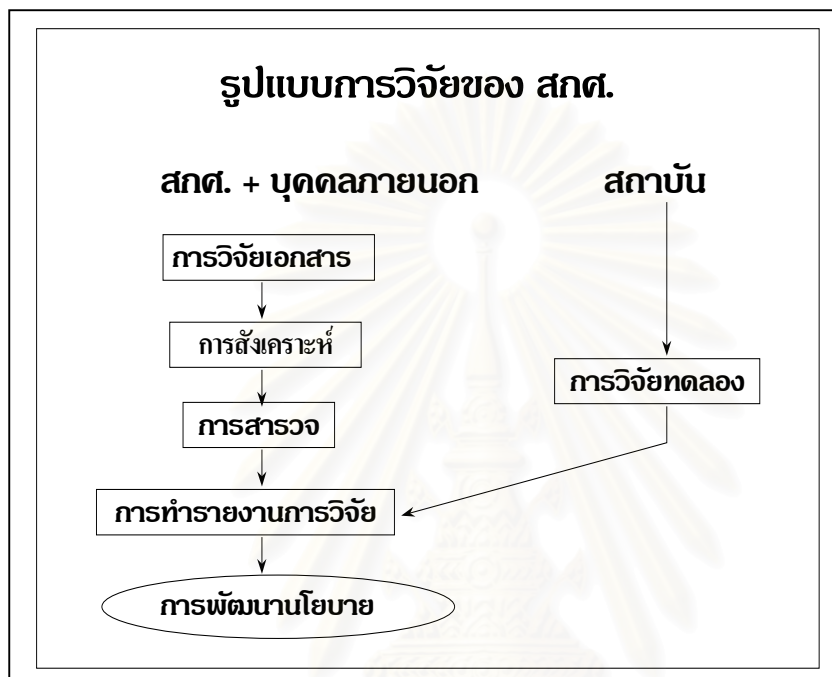 รูปแบบการวิจัยของ สกศ.
สกศ. + บุคคลภายนอก
สถาบัน
การวิจัยเอกสาร
การสังเคราะห์
การวิจัยทดลอง
การสารวจ
การทำรายงานการวิจัย
การพัฒนานโยบาย